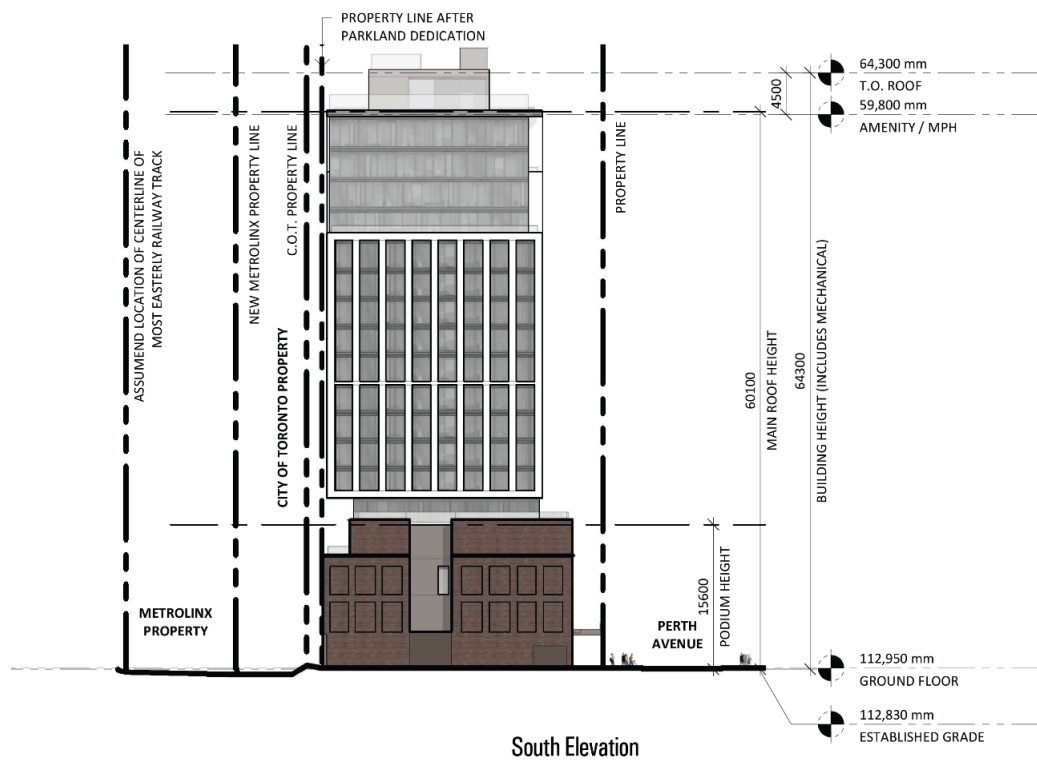 PROPERTY LINE AFTER
PARKLAND DEDICATION
64,300 mm
T.O. ROOF
4500
59,800 mm
AMENITY / MPH
ASSUMEND LOCATION OF CENTERLINE OF
MOST EASTERLY RAILWAY TRACK
NEW METROLINX PROPERTY LINE
C.O.T. PROPERTY LINE
CITY OF TORONTO PROPERTY
PROPERTY LINE
60100
MAIN ROOF HEIGHT
64300
BUILDING HEIGHT (INCLUDES MECHANICAL)
15600
PODIUM HEIGHT
METROLINX
PROPERTY
PERTH
AVENUE
112,950 mm
GROUND FLOOR
112,830 mm
ESTABLISHED GRADE
South Elevation